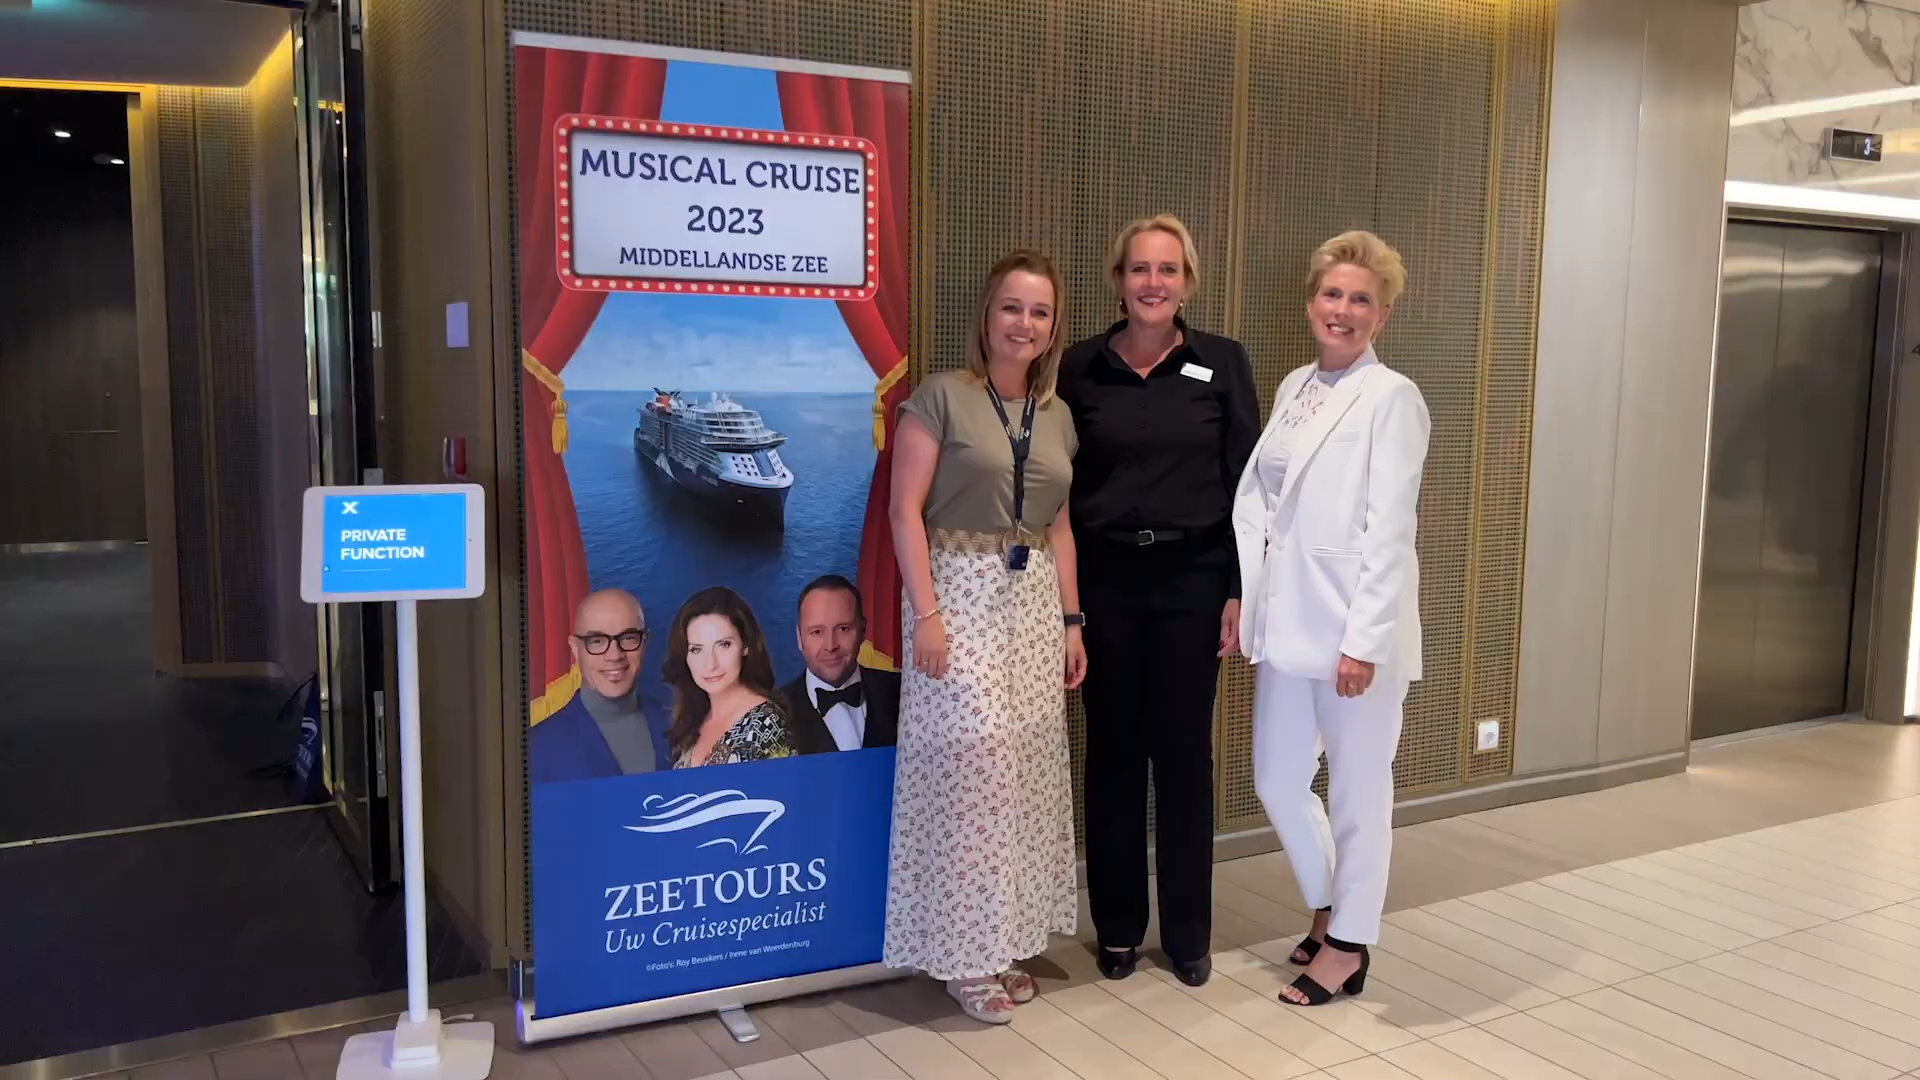 MUSICAL CRUISE
2023
MIDDELLANDSE ZEE
X
PRIVATE
FUNCTION
ZEETOURS
Uw Cruisespecialist
©Foto's: Roy Beuskers / Irene van Weerdenburg
3